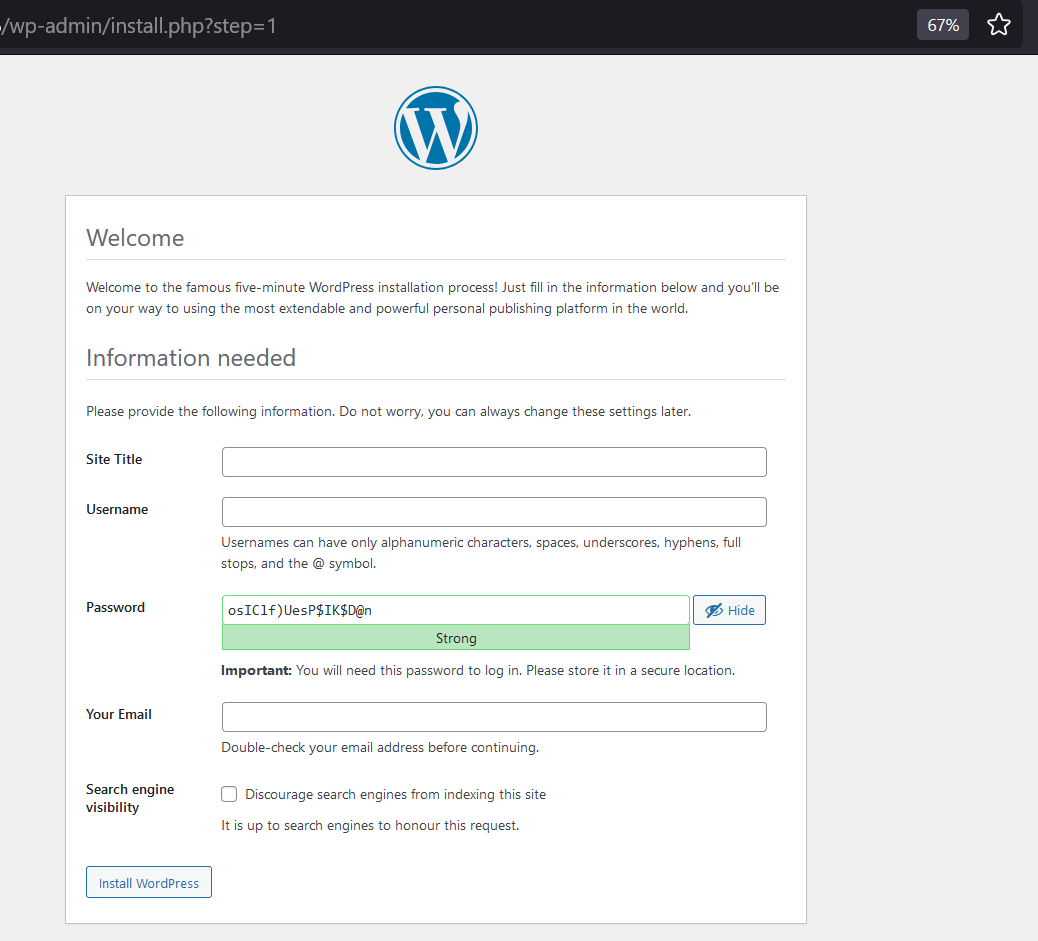 /wp-admin/install.php?step=1
67%
Welcome
Welcome to the famous five-minute WordPress installation process! Just fill in the information below and you'll be
on your way to using the most extendable and powerful personal publishing platform in the world.
Information needed
Please provide the following information. Do not worry, you can always change these settings later.
Site Title
Username
Usernames can have only alphanumeric characters, spaces, underscores, hyphens, full
stops, and the @ symbol.
Password
osIClf)UesP$IK$D@n
Hide
Strong
Important: You will need this password to log in. Please store it in a secure location.
Your Email
Double-check your email address before continuing.
Search engine
visibility
Discourage search engines from indexing this site
It is up to search engines to honour this request.
Install WordPress